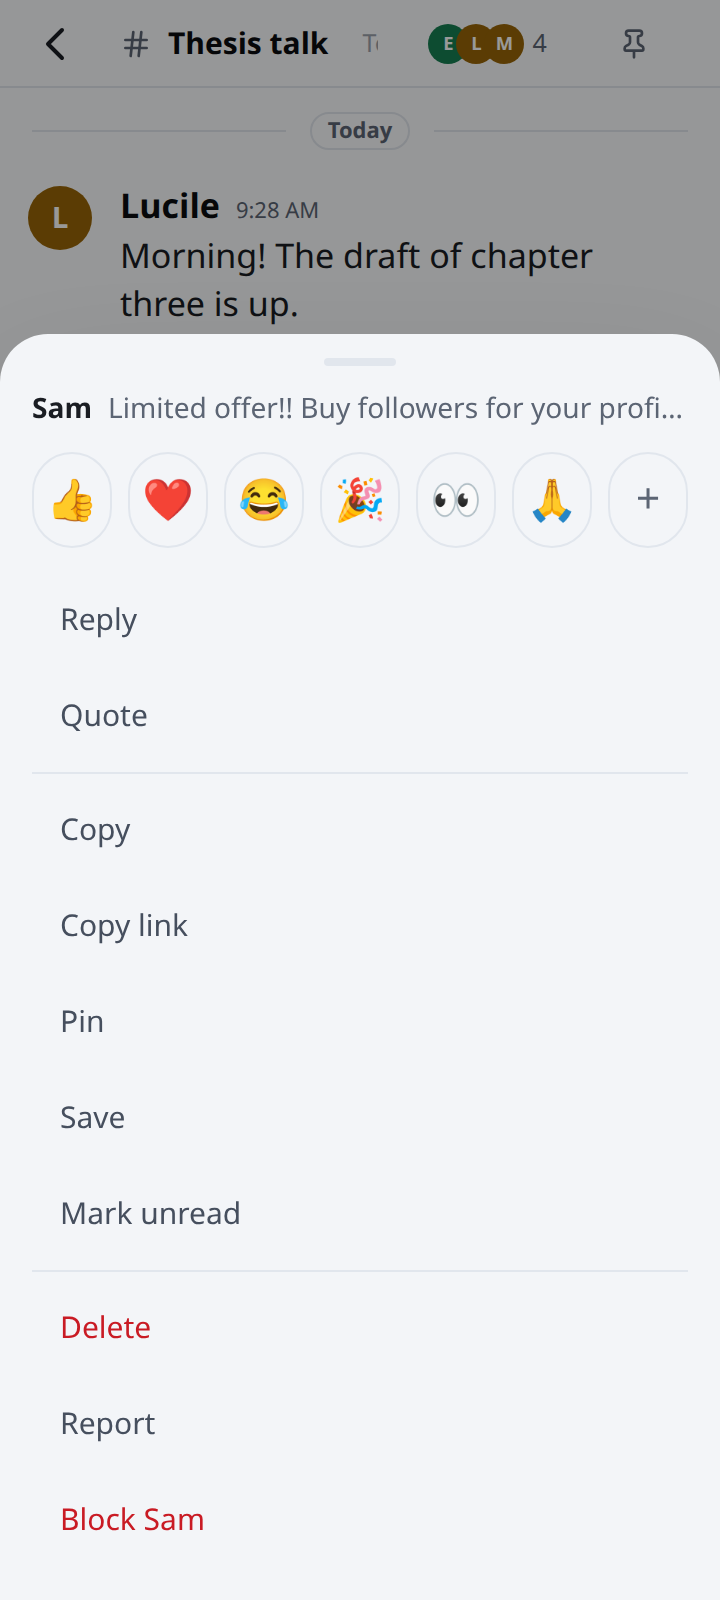 # Thesis talk
E L M 4
Today
L
Lucile 9:28 AM
Morning! The draft of chapter
three is up.
Sam Limited offer!! Buy followers for your profi...
+
Reply
Quote
Copy
Copy link
Pin
Save
Mark unread
Delete
Report
Block Sam